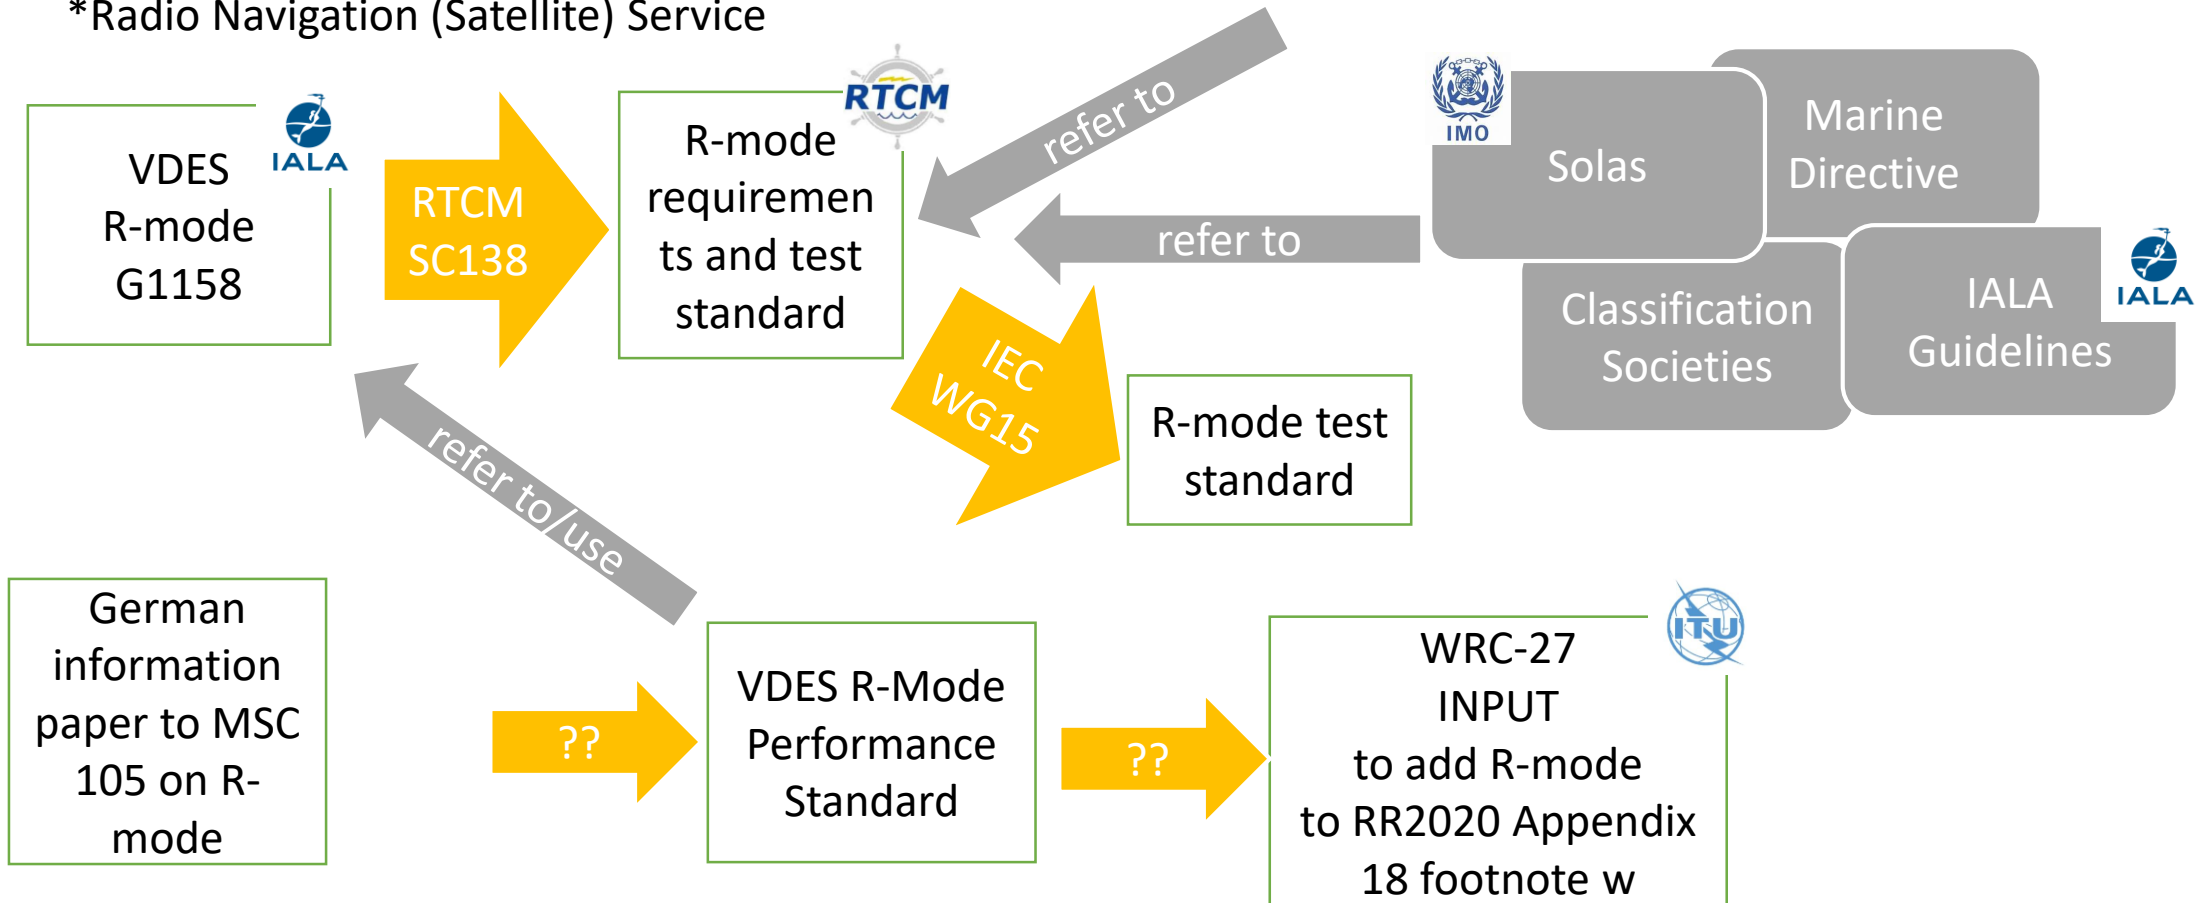 *Radio Navigation (Satellite) Service
VDES
R-mode
G1158
IALA
RTCM
SC138
R-mode
requiremen
ts and test
standard
RTCM
refer to
refer to
IMO
Solas
Marine
Directive
Classification
Societies
IALA
Guidelines
IALA
IEC
WG15
R-mode test
standard
refer to/use
German
information
paper to MSC
105 on R-
mode
??
VDES R-Mode
Performance
Standard
??
WRC-27
INPUT
to add R-mode
to RR2020 Appendix
18 footnote w
ITU